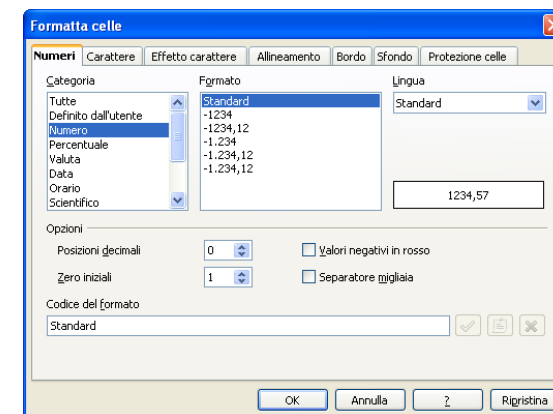 Formatta celle
Numeri Carattere Effetto carattere Allineamento Bordo Sfondo Protezione celle
Categoria Formato Lingua
Tutte
Definito dall'utente
Numero
Percentuale
Valuta
Data
Orario
Scientifico
Standard
-1234
-1234,12
-1.234
-1.234,12
-1.234,12
Standard
1234,57
Opzioni
Posizioni decimali 0 Valori negativi in rosso
Zero iniziali 1 Separatore migliaia
Codice del formato
Standard
OK Annulla ? Ripristina